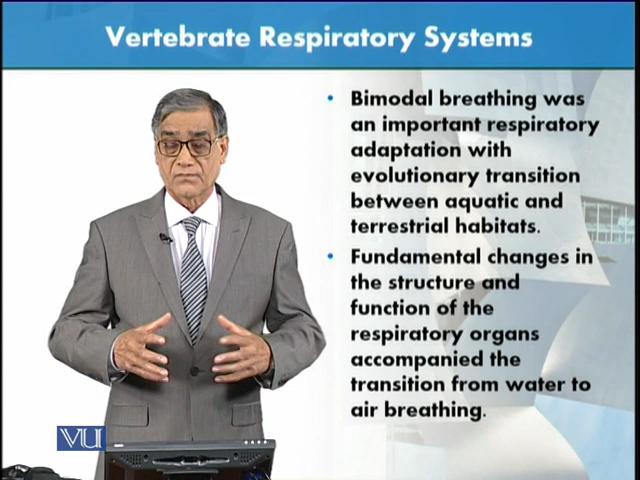 Vertebrate Respiratory Systems
• Bimodal breathing was
an important respiratory
adaptation with
evolutionary transition
between aquatic and
terrestrial habitats.
• Fundamental changes in
the structure and
function of the
respiratory organs
accompanied the
transition from water to
air breathing.
VU